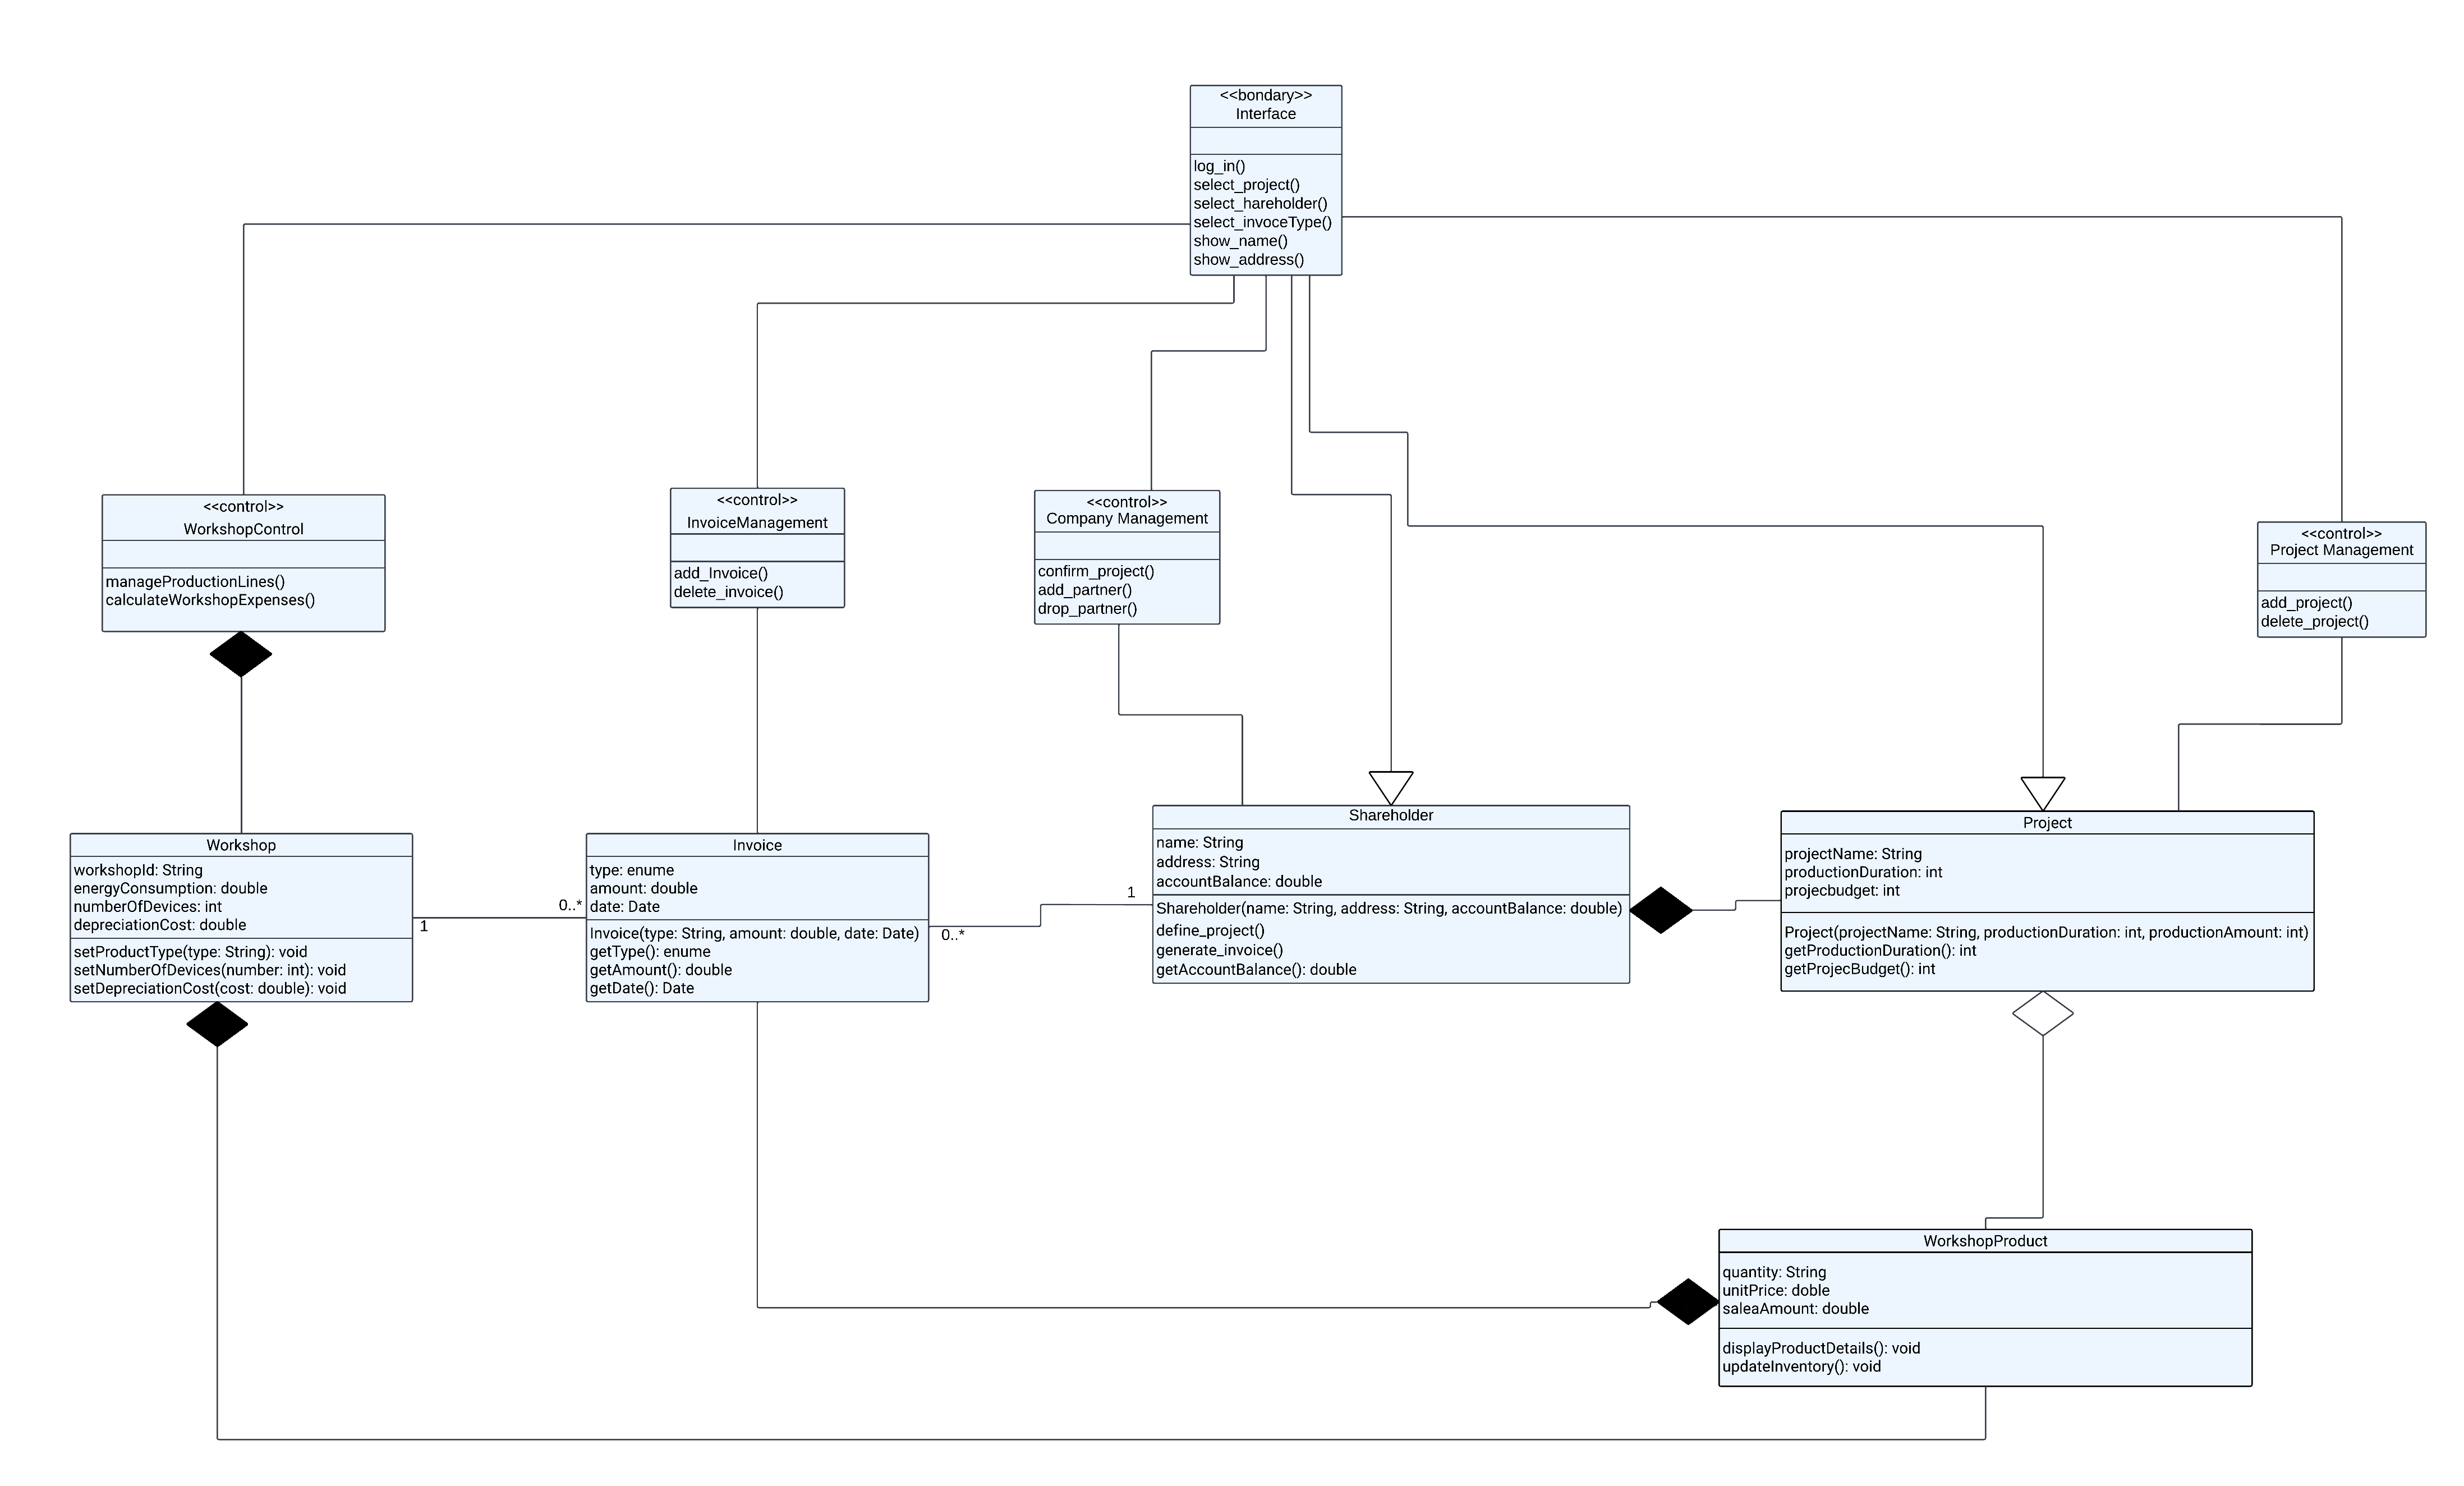 <<bondary>>
Interface
log_in()
select_project()
select_hareholder()
select_invoceType()
show_name()
show_address()
<<control>>
WorkshopControl
manageProductionLines()
calculateWorkshopExpenses()
<<control>>
InvoiceManagement
add_Invoice()
delete_invoice()
<<control>>
Company Management
confirm_project()
add_partner()
drop_partner()
<<control>>
Project Management
add_project()
delete_project()
Workshop
workshopId: String
energyConsumption: double
numberOfDevices: int
depreciationCost: double
setProductType(type: String): void
setNumberOfDevices(number: int): void
setDepreciationCost(cost: double): void
1
0..*
Invoice
type: enume
amount: double
date: Date
Invoice(type: String, amount: double, date: Date)
getType(): enume
getAmount(): double
getDate(): Date
0..*
1
Shareholder
name: String
address: String
accountBalance: double
Shareholder(name: String, address: String, accountBalance: double)
define_project()
generate_invoice()
getAccountBalance(): double
Project
projectName: String
productionDuration: int
projecbudget: int
Project(projectName: String, productionDuration: int, productionAmount: int)
getProductionDuration(): int
getProjecBudget(): int
WorkshopProduct
quantity: String
unitPrice: doble
saleaAmount: double
displayProductDetails(): void
updateInventory(): void